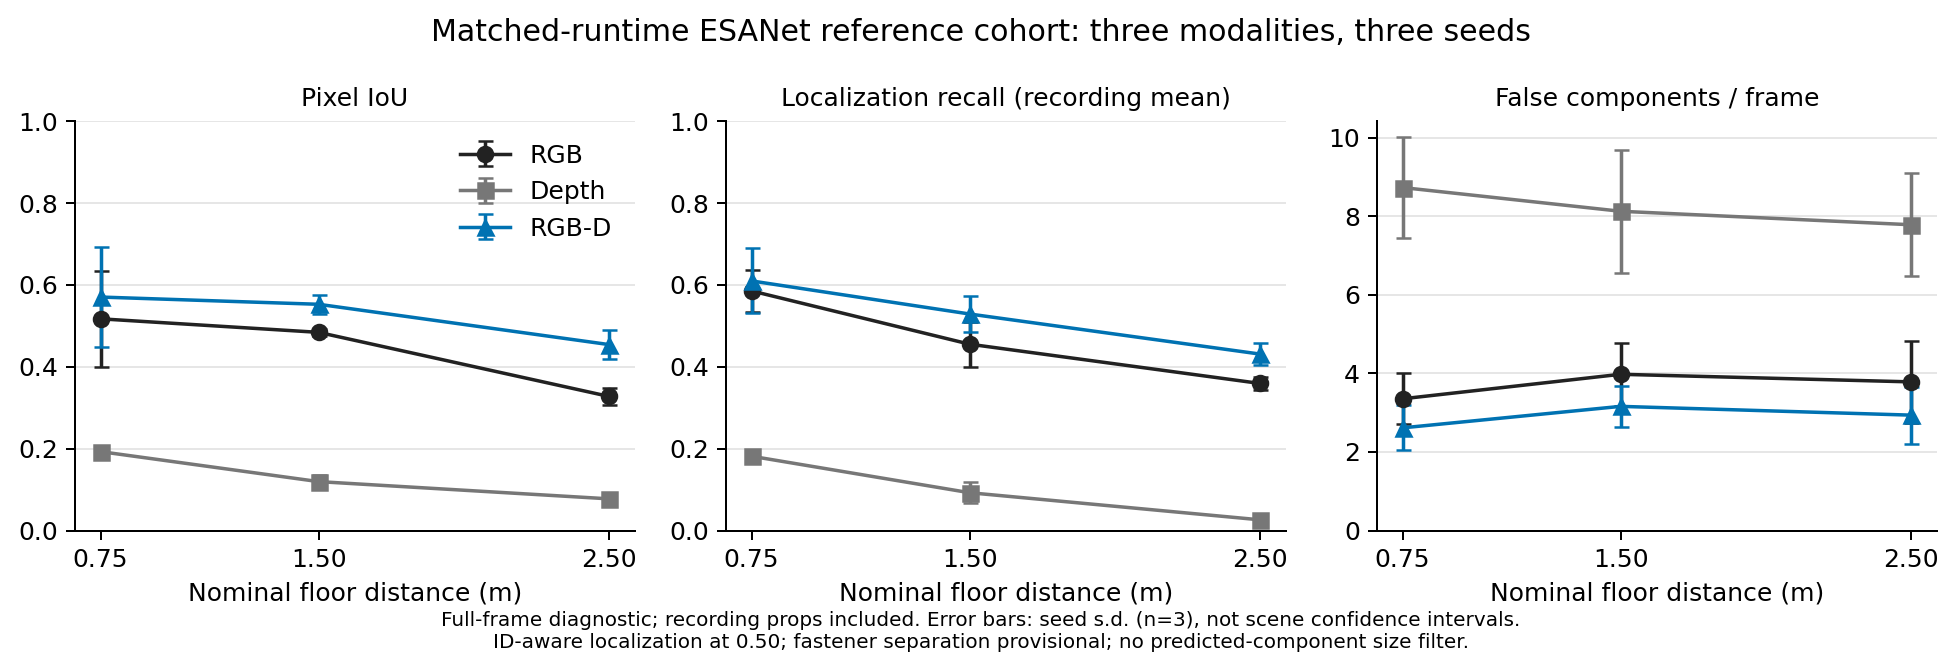 Matched-runtime ESANet reference cohort: three modalities, three seeds
Pixel IoU
1.0
0.8
0.6
0.4
0.2
0.0
RGB
Depth
RGB-D
0.75 1.50 2.50
Nominal floor distance (m)
Localization recall (recording mean)
1.0
0.8
0.6
0.4
0.2
0.0
0.75 1.50 2.50
Nominal floor distance (m)
False components / frame
10
8
6
4
2
0
0.75 1.50 2.50
Nominal floor distance (m)
Full-frame diagnostic; recording props included. Error bars: seed s.d. (n=3), not scene confidence intervals.
ID-aware localization at 0.50; fastener separation provisional; no predicted-component size filter.